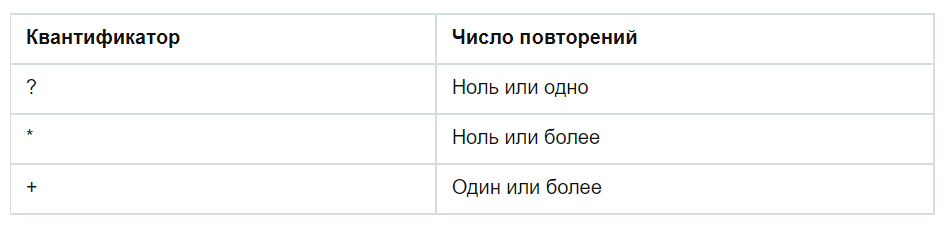 Квантификатор Число повторений
? Ноль или одно
* Ноль или более
+ Один или более